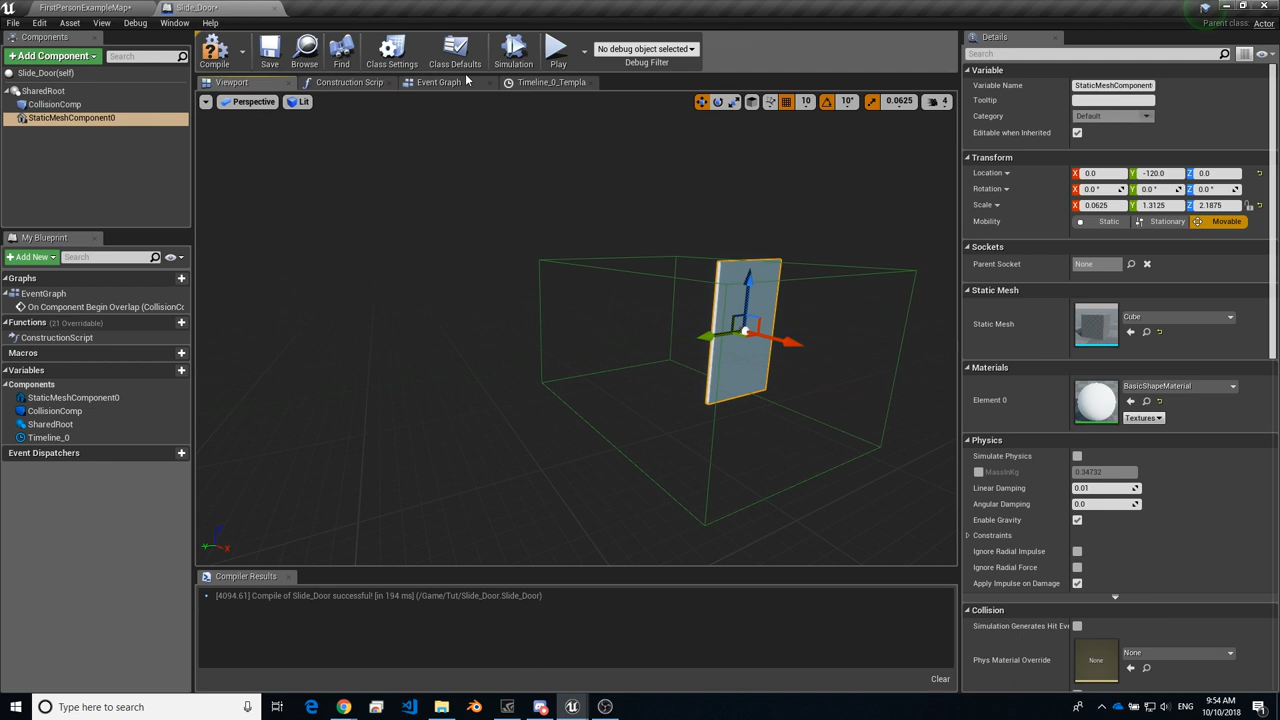 FirstPersonExampleMap*
Slide_Door*
File Edit Asset View Debug Window Help
Parent class: Actor
Components
+ Add Component
Search
Slide_Door(self)
SharedRoot
CollisionComp
StaticMeshComponent0
My Blueprint
+ Add New
Search
Graphs
EventGraph
On Component Begin Overlap (CollisionCo
Functions (21 Overridable)
ConstructionScript
Macros
Variables
Components
StaticMeshComponent0
CollisionComp
SharedRoot
Timeline_0
Event Dispatchers
Compile
Save
Browse
Find
Class Settings
Class Defaults
Simulation
Play
No debug object selected
Debug Filter
Viewport
Construction Scrip
Event Graph
Timeline_0_Templa
Perspective
Lit
10
10°
0.0625
4
Z
Y
X
Compiler Results
[4094.61] Compile of Slide_Door successful! [in 194 ms] (/Game/Tut/Slide_Door.Slide_Door)
Clear
Details
Search
Variable
Variable Name StaticMeshComponent
Tooltip
Category Default
Editable when Inherited
Transform
Location X 0.0 Y -120.0 Z 0.0
Rotation X 0.0 ° Y 0.0 ° Z 0.0 °
Scale X 0.0625 Y 1.3125 Z 2.1875
Mobility Static Stationary Movable
Sockets
Parent Socket None
Static Mesh
Static Mesh Cube
Materials
Element 0 BasicShapeMaterial
Textures
Physics
Simulate Physics
MassInKg 0.34732
Linear Damping 0.01
Angular Damping 0.0
Enable Gravity
Constraints
Ignore Radial Impulse
Ignore Radial Force
Apply Impulse on Damage
Collision
Simulation Generates Hit Eve
Phys Material Override None None
Type here to search
ENG
9:54 AM
10/10/2018